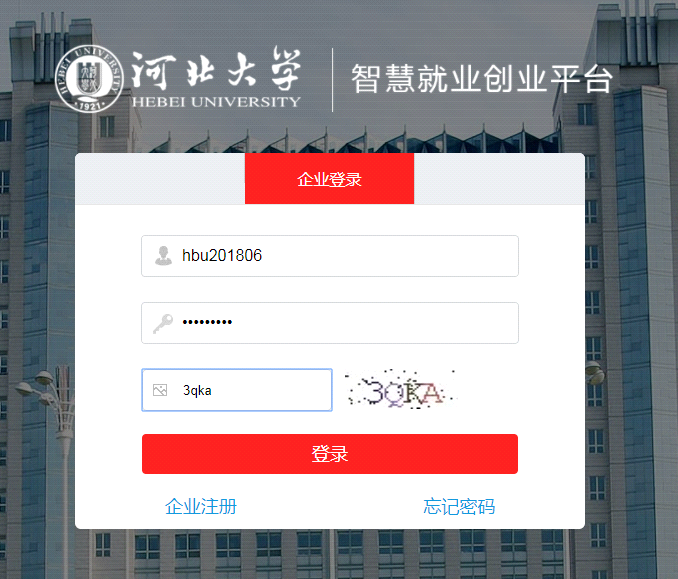 河北大学
HEBEI UNIVERSITY
智慧就业创业平台
HEBEI UNIVERSITY
·1921·
企业登录
hbu201806
•••••••••
3qka
3QKA
登录
企业注册
忘记密码